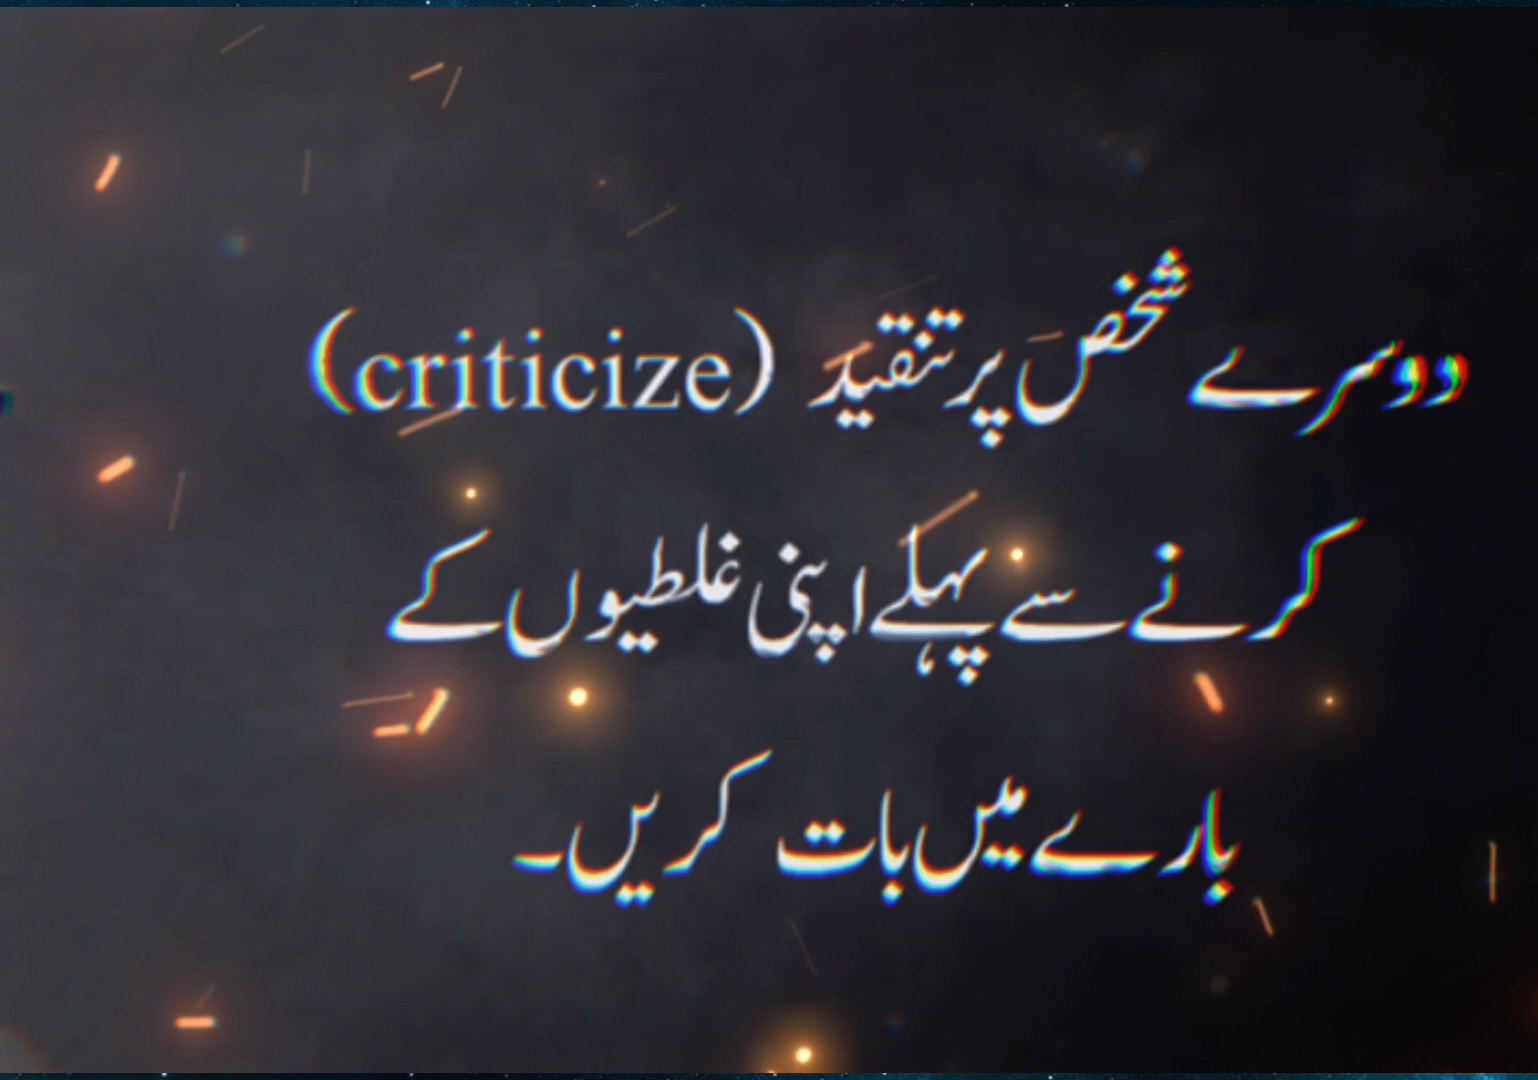 دوسرے شخص پر تنقید (criticize)
کرنے سے پہلے اپنی غلطیوں کے
بارے میں بات کریں۔